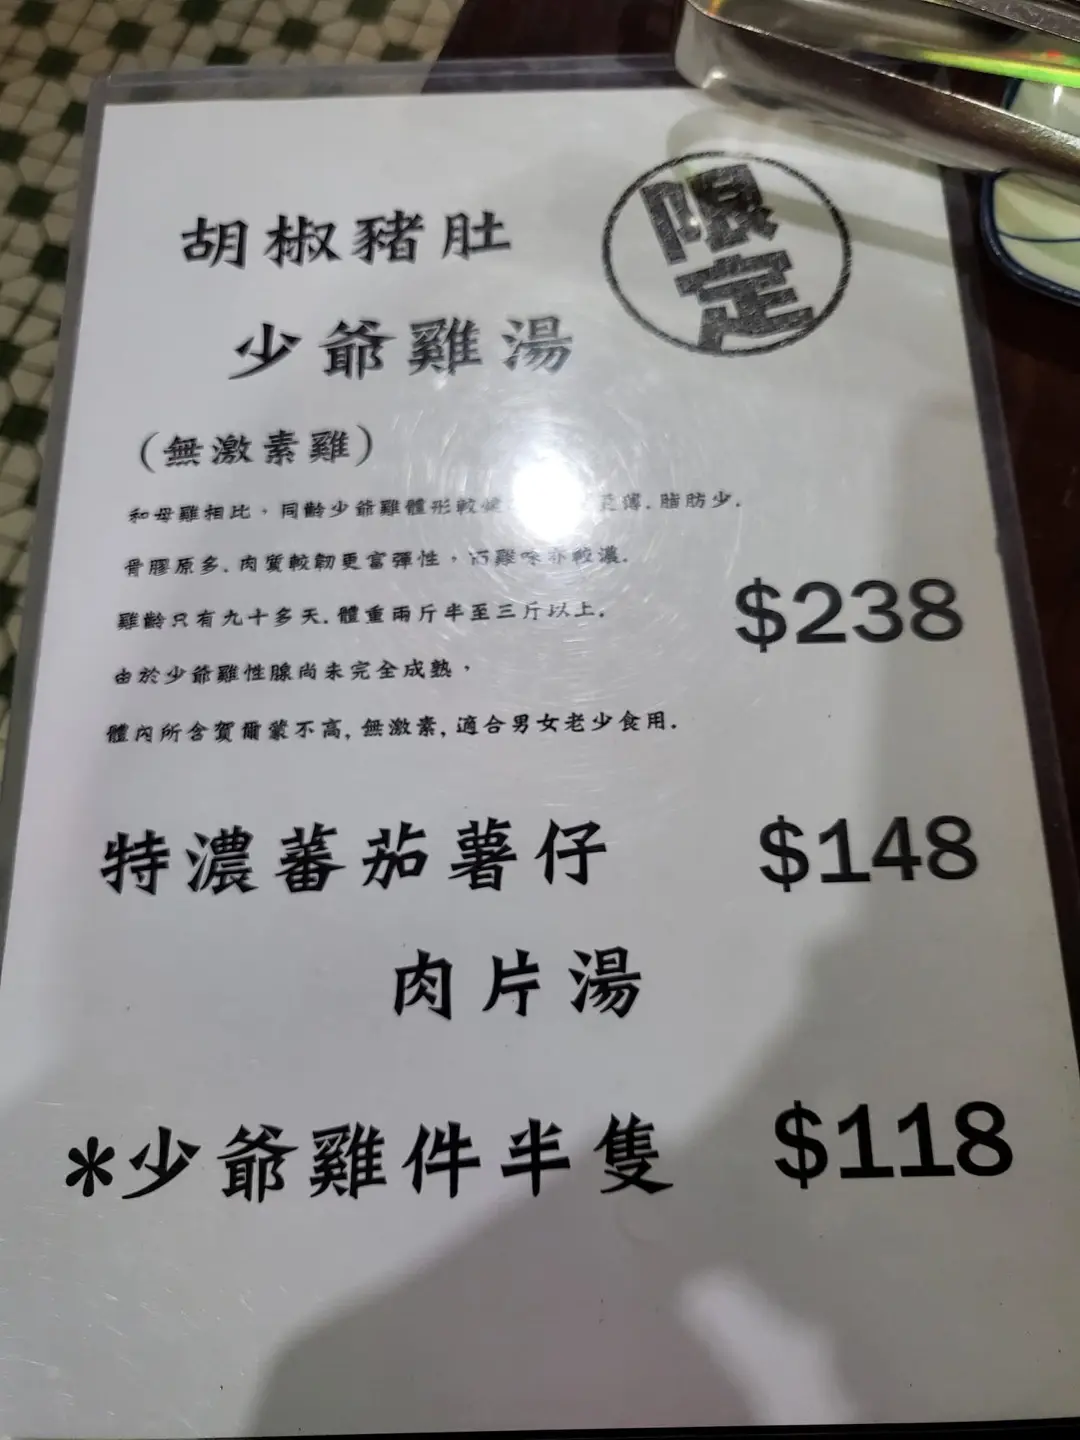 限定
胡椒豬肚
少爺雞湯
(無激素雞)
和母雞相比，同齡少爺雞體形較健 薄.脂肪少.
骨膠原多.肉質較韌更富彈性，而雞味亦較濃.
雞齡只有九十多天.體重兩斤半至三斤以上.
$238
由於少爺雞性腺尚未完全成熟，
體內所含賀爾蒙不高,無激素,適合男女老少食用.
特濃蕃茄薯仔 $148
肉片湯
*少爺雞件半隻 $118